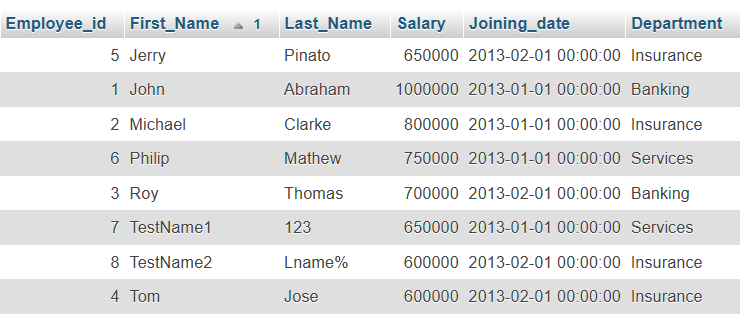 Employee_id First_Name 1 Last_Name Salary Joining_date Department
5 Jerry Pinato 650000 2013-02-01 00:00:00 Insurance
1 John Abraham 1000000 2013-01-01 00:00:00 Banking
2 Michael Clarke 800000 2013-01-01 00:00:00 Insurance
6 Philip Mathew 750000 2013-01-01 00:00:00 Services
3 Roy Thomas 700000 2013-02-01 00:00:00 Banking
7 TestName1 123 650000 2013-01-01 00:00:00 Services
8 TestName2 Lname% 600000 2013-02-01 00:00:00 Insurance
4 Tom Jose 600000 2013-02-01 00:00:00 Insurance